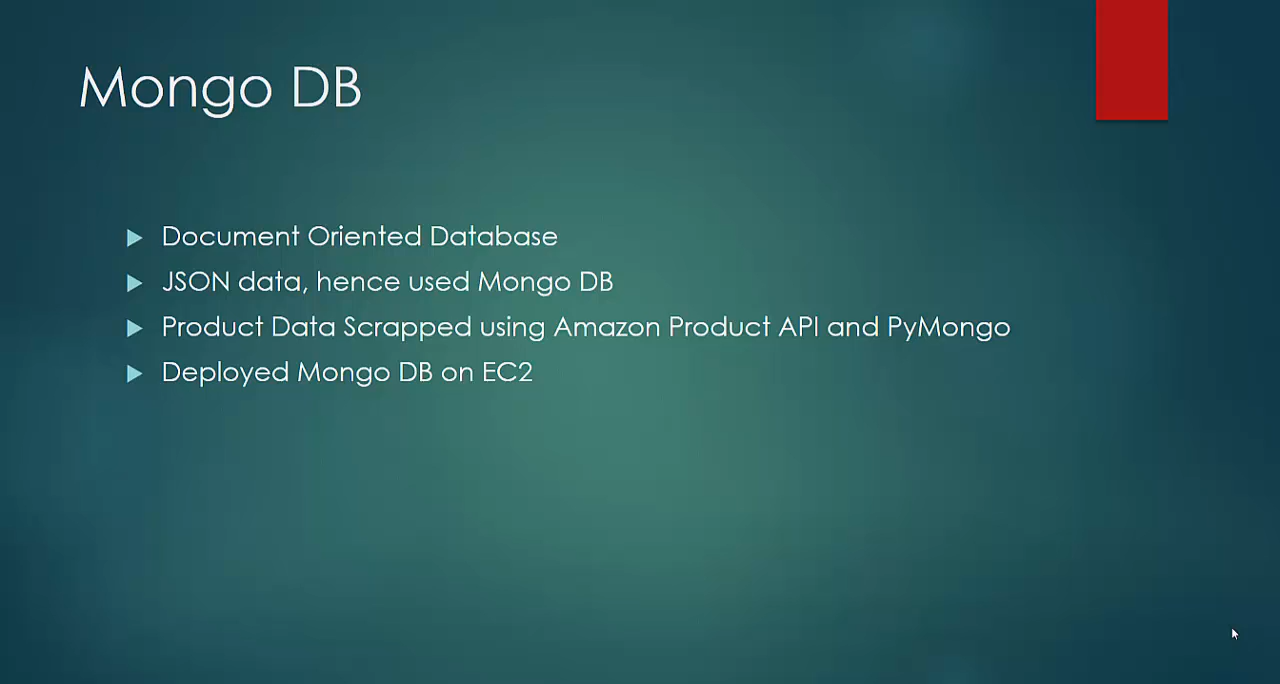 Mongo DB
Document Oriented Database
JSON data, hence used Mongo DB
Product Data Scrapped using Amazon Product API and PyMongo
Deployed Mongo DB on EC2